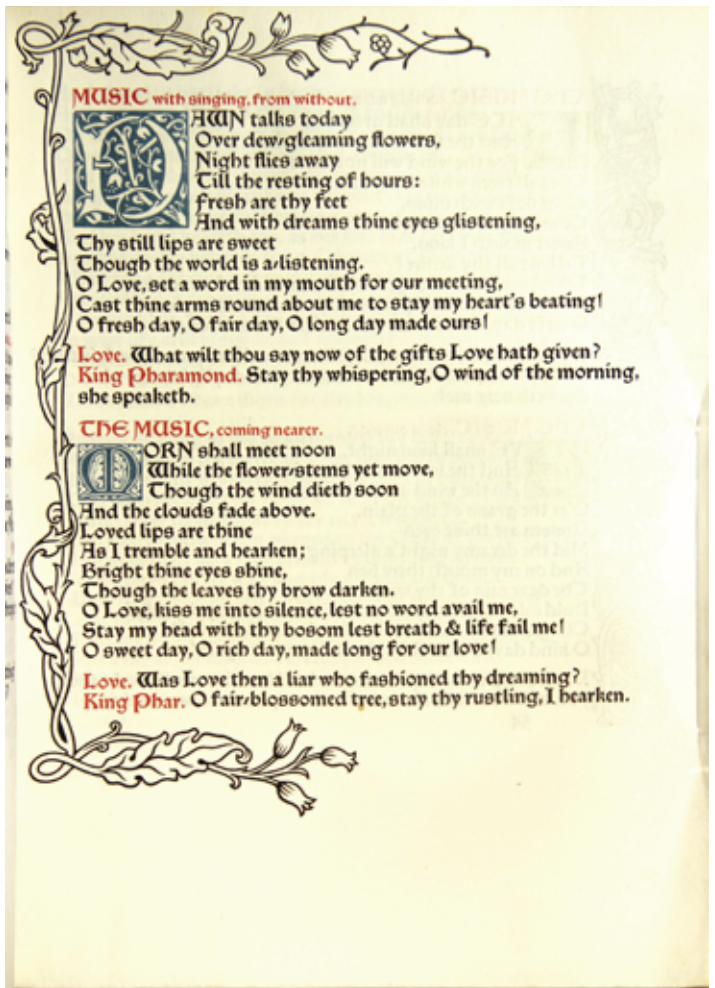 MUSIC with singing, from without.
DAWN talks today
Over dew-gleaming flowers,
Night flies away
Till the resting of hours:
Fresh are thy feet
And with dreams thine eyes glistening,
Thy still lips are sweet
Though the world is a-listening.
O Love, set a word in my mouth for our meeting,
Cast thine arms round about me to stay my heart's beating!
O fresh day, O fair day, O long day made ours!
Love. What wilt thou say now of the gifts Love hath given?
King Pharamond. Stay thy whispering, O wind of the morning,
she speaketh.
THE MUSIC, coming nearer.
MORN shall meet noon
While the flower-stems yet move,
Though the wind dieth soon
And the clouds fade above.
Loved lips are thine
As I tremble and hearken;
Bright thine eyes shine,
Though the leaves thy brow darken.
O Love, kiss me into silence, lest no word avail me,
Stay my head with thy bosom lest breath & life fail me!
O sweet day, O rich day, made long for our love!
Love. Was Love then a liar who fashioned thy dreaming?
King Phar. O fair-blossomed tree, stay thy rustling, I hearken.